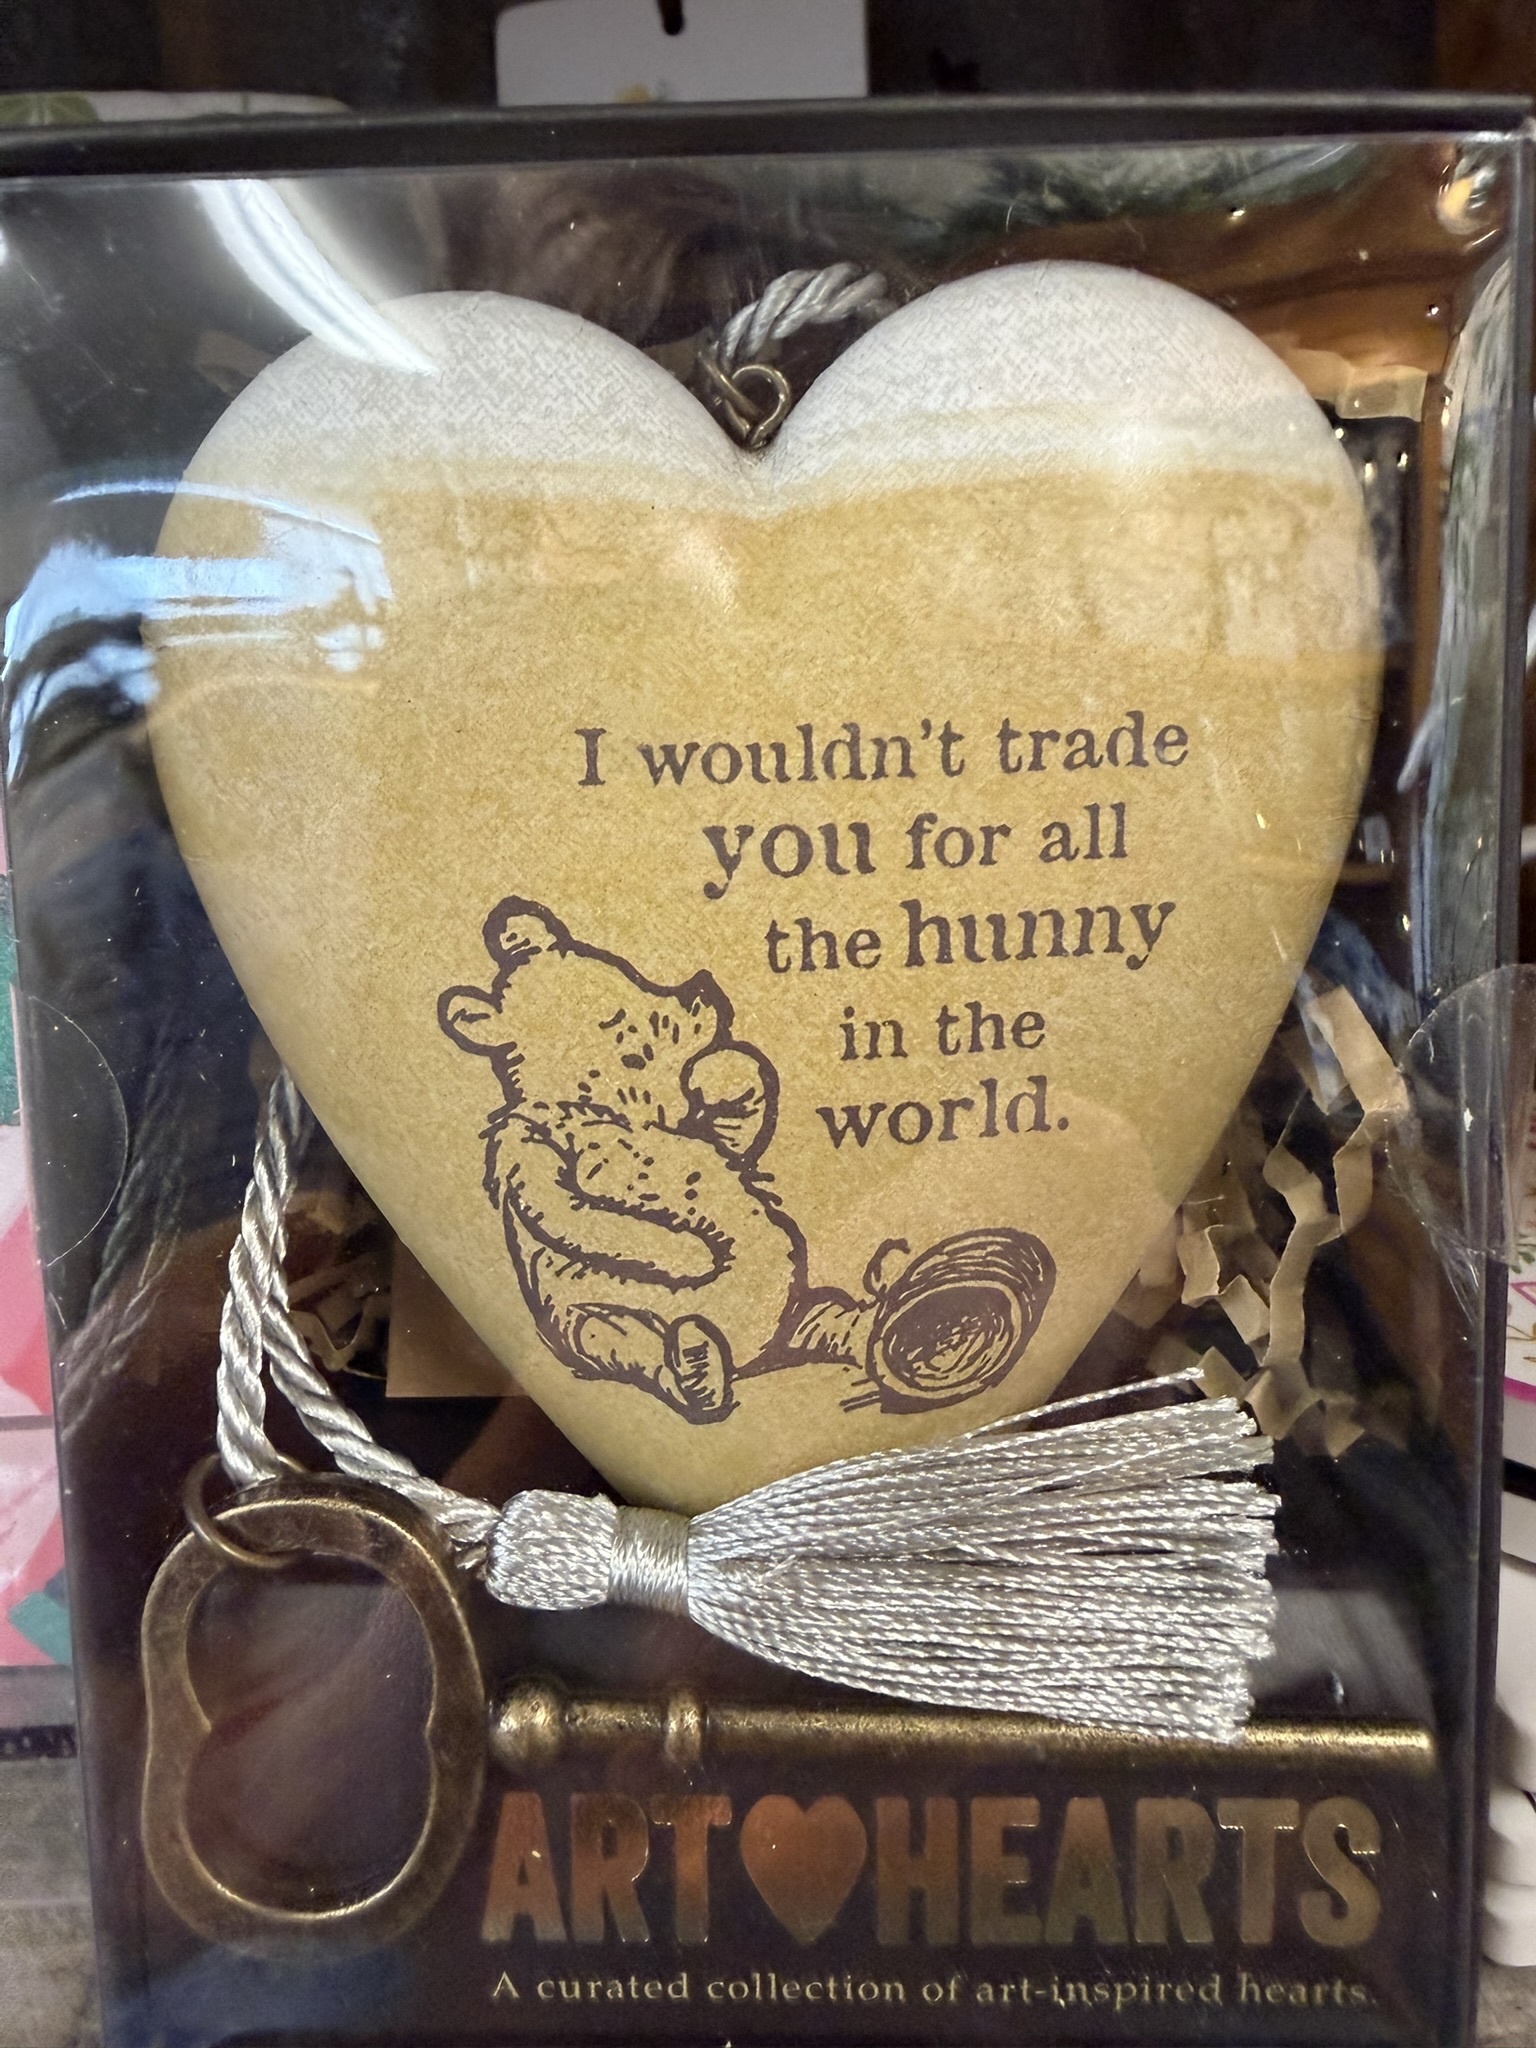 I wouldn't trade
you for all
the hunny
in the
world.
ART♥HEARTS
A curated collection of art-inspired hearts.